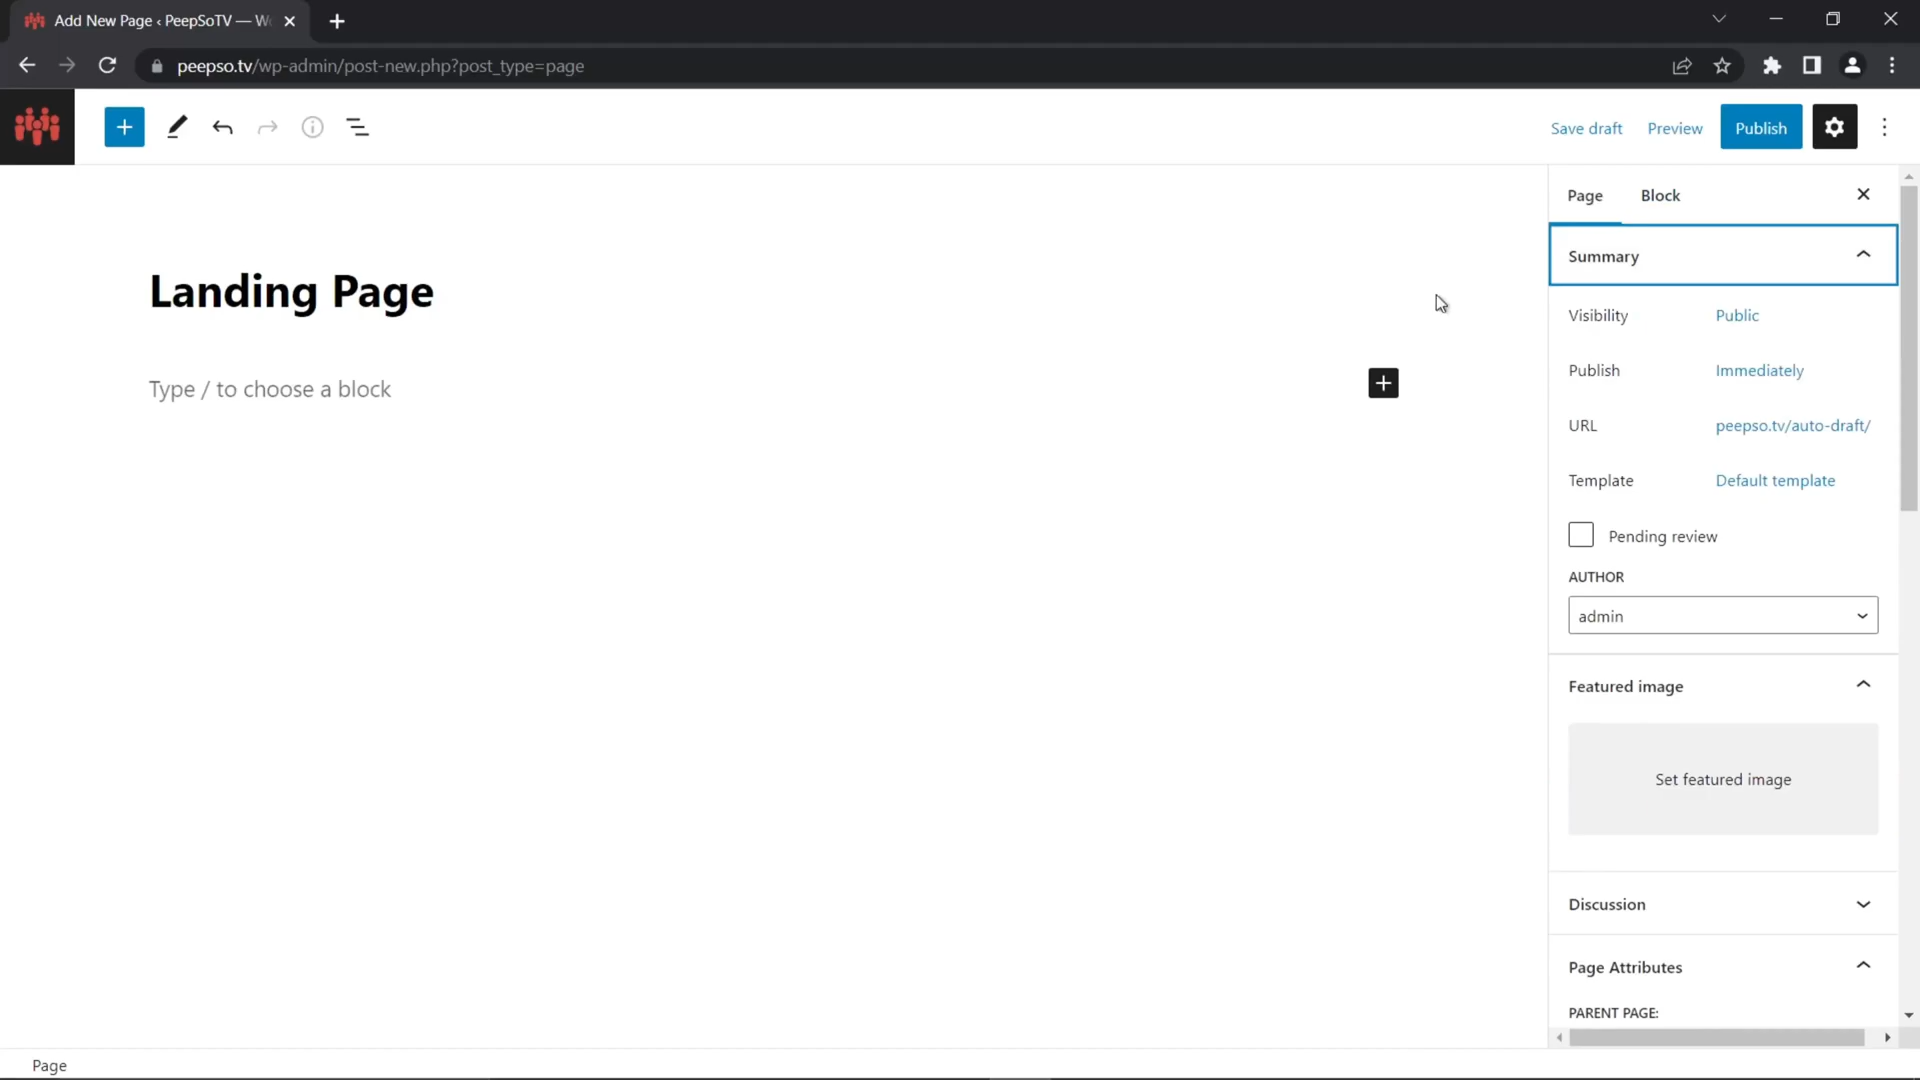 Add New Page ‹ PeepSoTV — W
peepso.tv/wp-admin/post-new.php?post_type=page
Save draft
Preview
Publish
Page
Block
Summary
Landing Page
Visibility
Public
Type / to choose a block
Publish
Immediately
URL
peepso.tv/auto-draft/
Template
Default template
Pending review
AUTHOR
admin
Featured image
Set featured image
Discussion
Page Attributes
PARENT PAGE:
Page